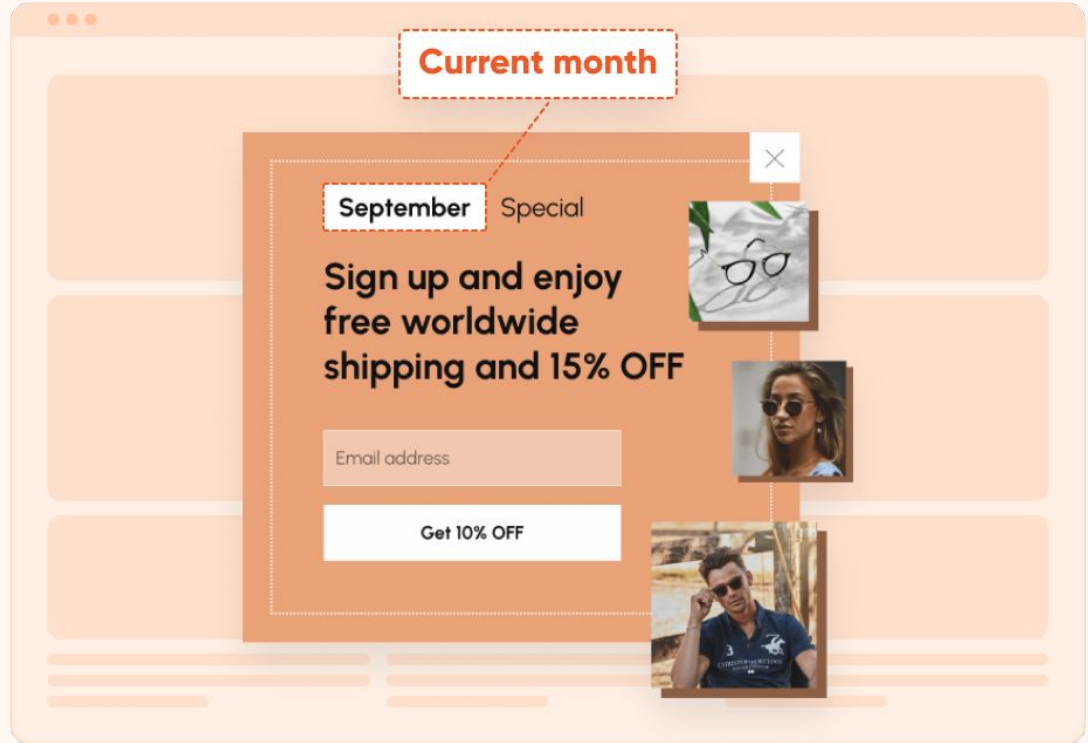 Current month
September Special
Sign up and enjoy
free worldwide
shipping and 15% OFF
Email address
Get 10% OFF
3